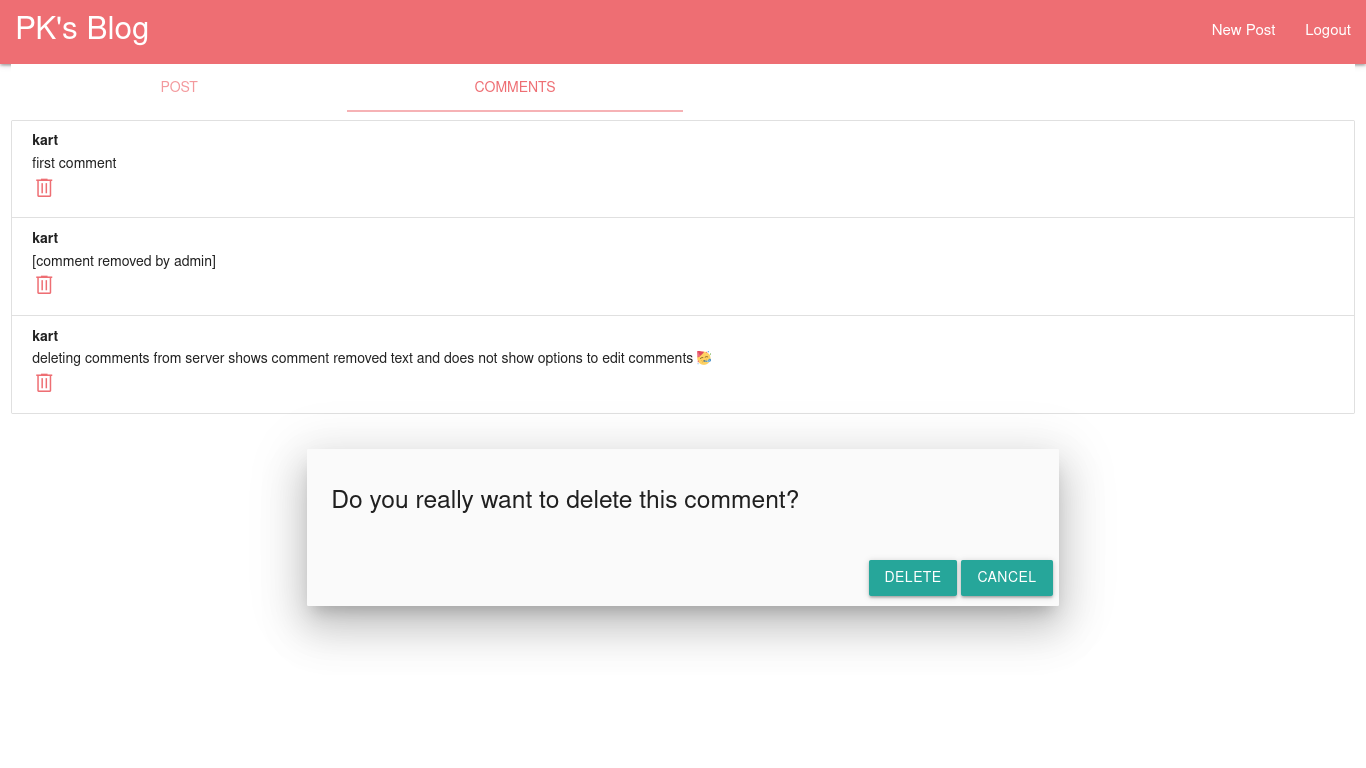 PK's Blog
New Post
Logout
POST
COMMENTS
kart
first comment
kart
[comment removed by admin]
kart
deleting comments from server shows comment removed text and does not show options to edit comments 🥳
Do you really want to delete this comment?
DELETE
CANCEL